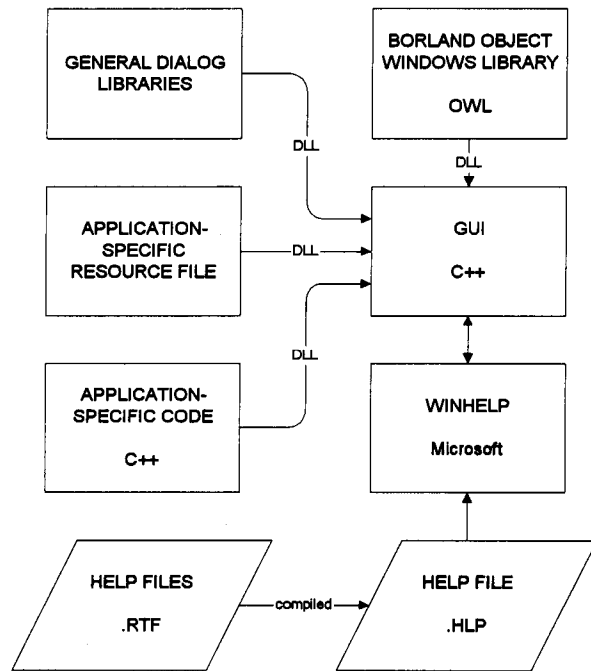 GENERAL DIALOG
LIBRARIES
BORLAND OBJECT
WINDOWS LIBRARY
OWL
DLL
DLL
APPLICATION-
SPECIFIC
RESOURCE FILE
DLL
GUI
C++
DLL
APPLICATION-
SPECIFIC CODE
C++
WINHELP
Microsoft
HELP FILES
.RTF
compiled
HELP FILE
.HLP